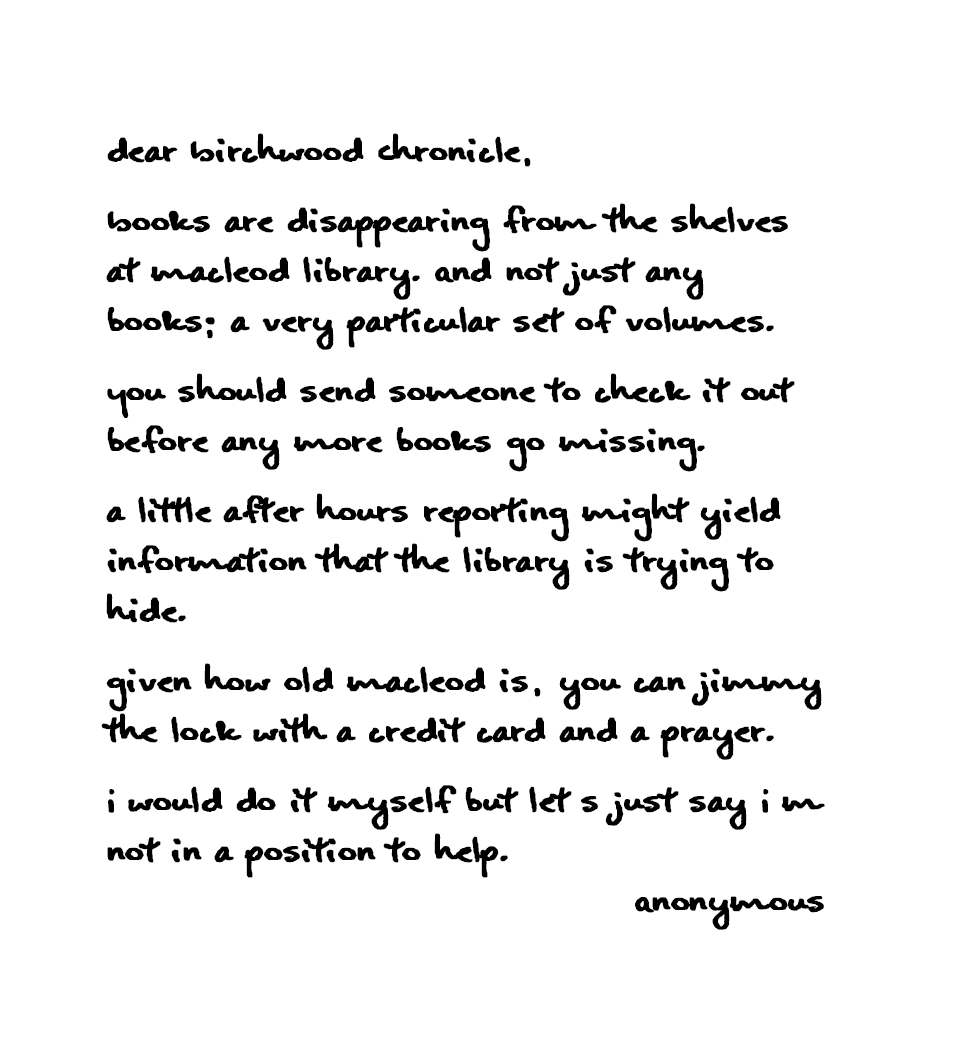 dear birchwood chronicle,
books are disappearing from the shelves
at macleod library. and not just any
books; a very particular set of volumes.
you should send someone to check it out
before any more books go missing.
a little after hours reporting might yield
information that the library is trying to
hide.
given how old macleod is, you can jimmy
the lock with a credit card and a prayer.
i would do it myself but let s just say i m
not in a position to help.
anonymous